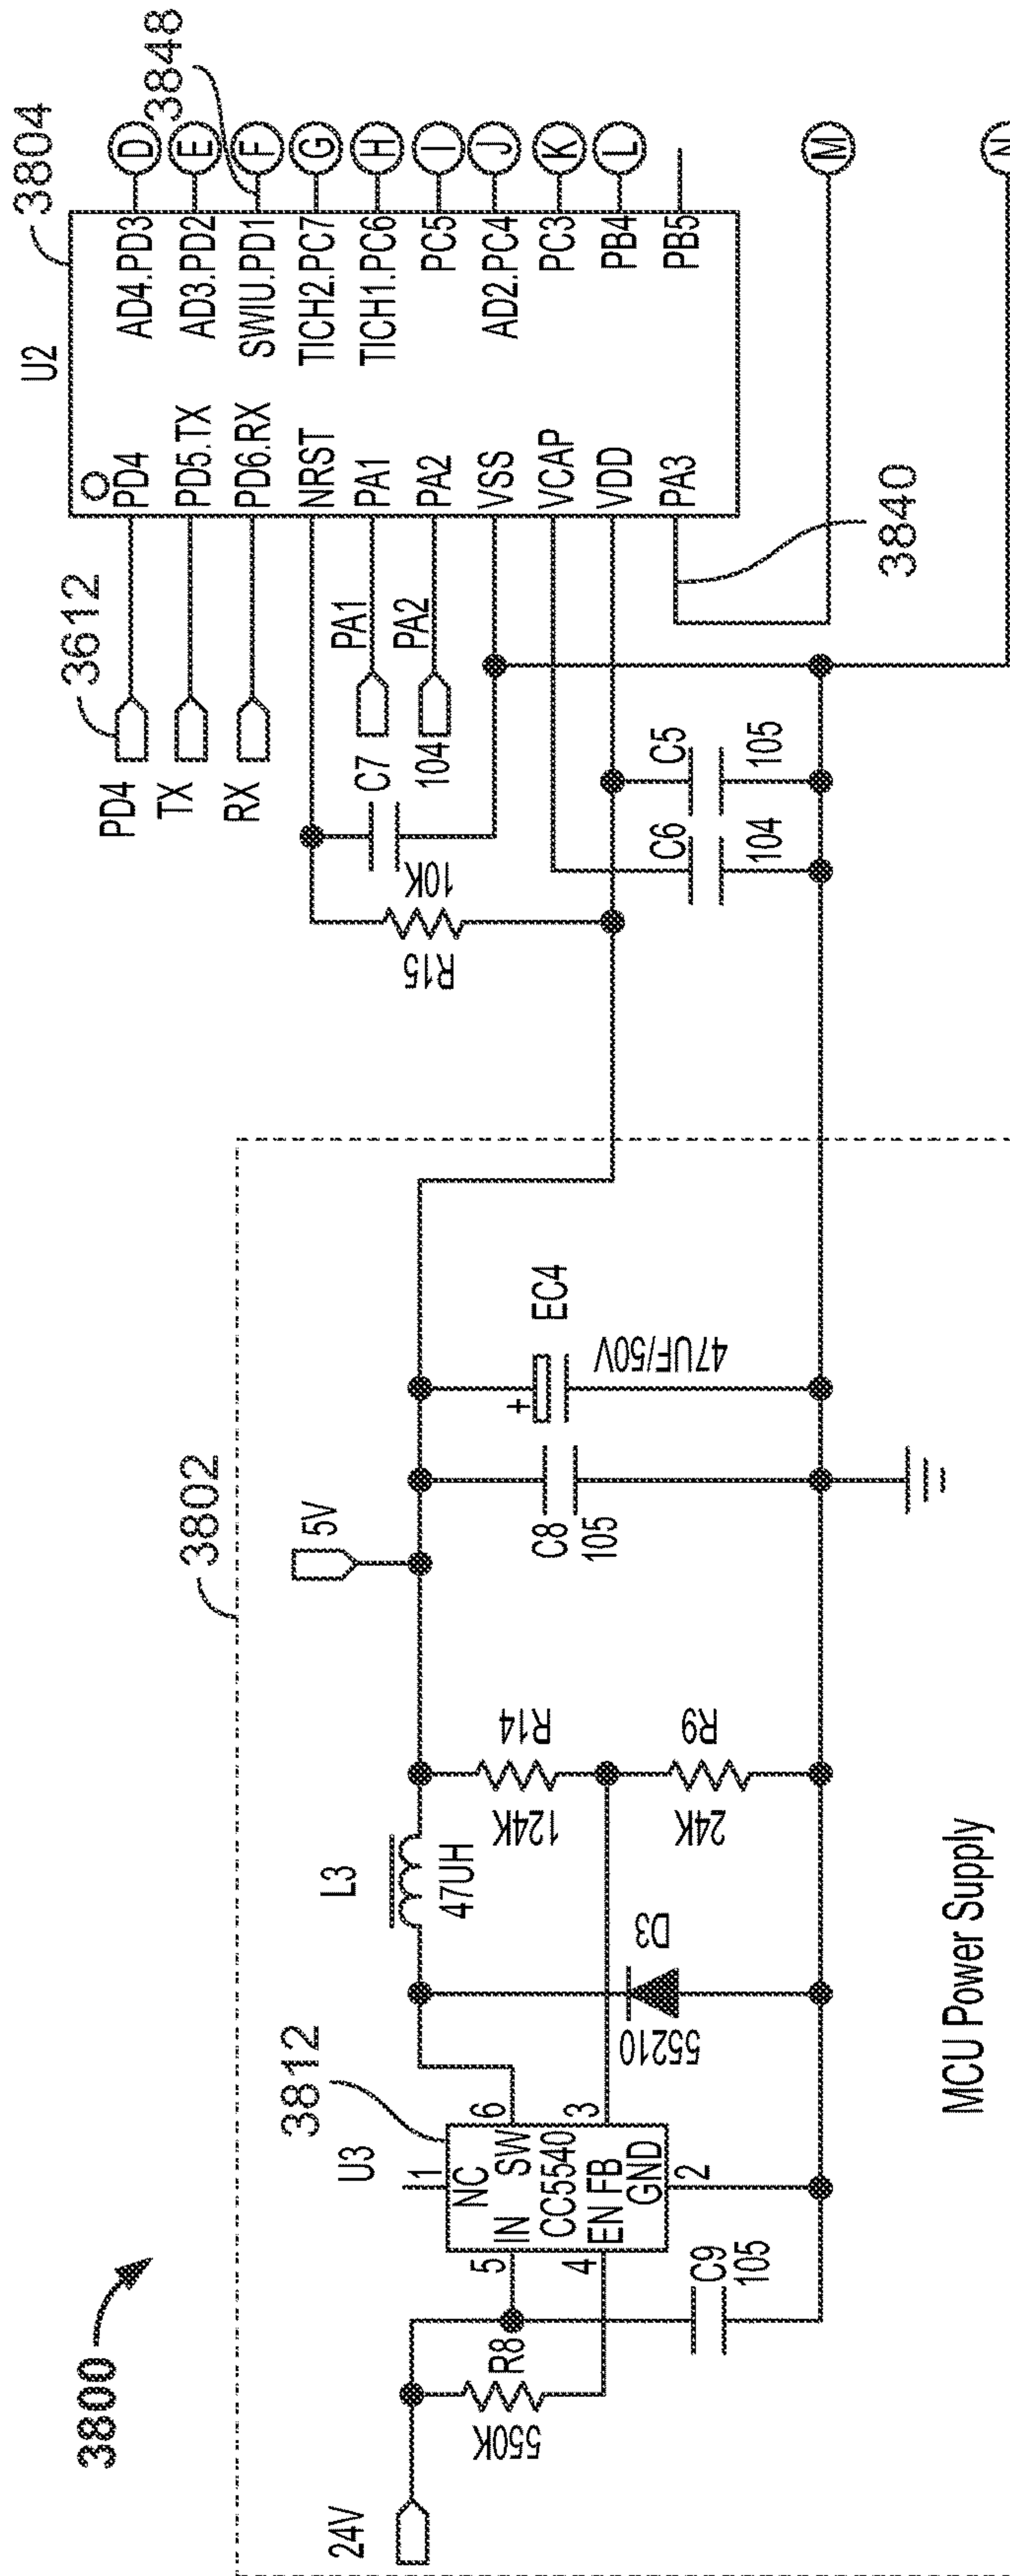 3800
3802
24V
R8
550K
U3
3812
1
NC
5
IN
SW
6
CC5540
4
EN
FB
3
GND
2
C9
105
L3
47UH
D3
55210
R14
124K
R9
24K
5V
C8
105
EC4
+
47UF/50V
MCU Power Supply
R15
10K
C7
104
C6
104
C5
105
PD4
TX
RX
3612
PA1
PA2
U2
3804
PD4
PD5.TX
PD6.RX
NRST
PA1
PA2
VSS
VCAP
VDD
PA3
AD4.PD3
AD3.PD2
SWIU.PD1
TICH2.PC7
TICH1.PC6
PC5
AD2.PC4
PC3
PB4
PB5
D
E
F
G
H
I
J
K
L
M
N
3848
3840